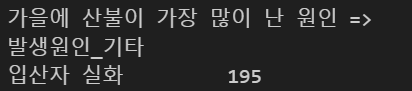 가을에 산불이 가장 많이 난 원인 =>
발생원인_기타
입산자 실화 195